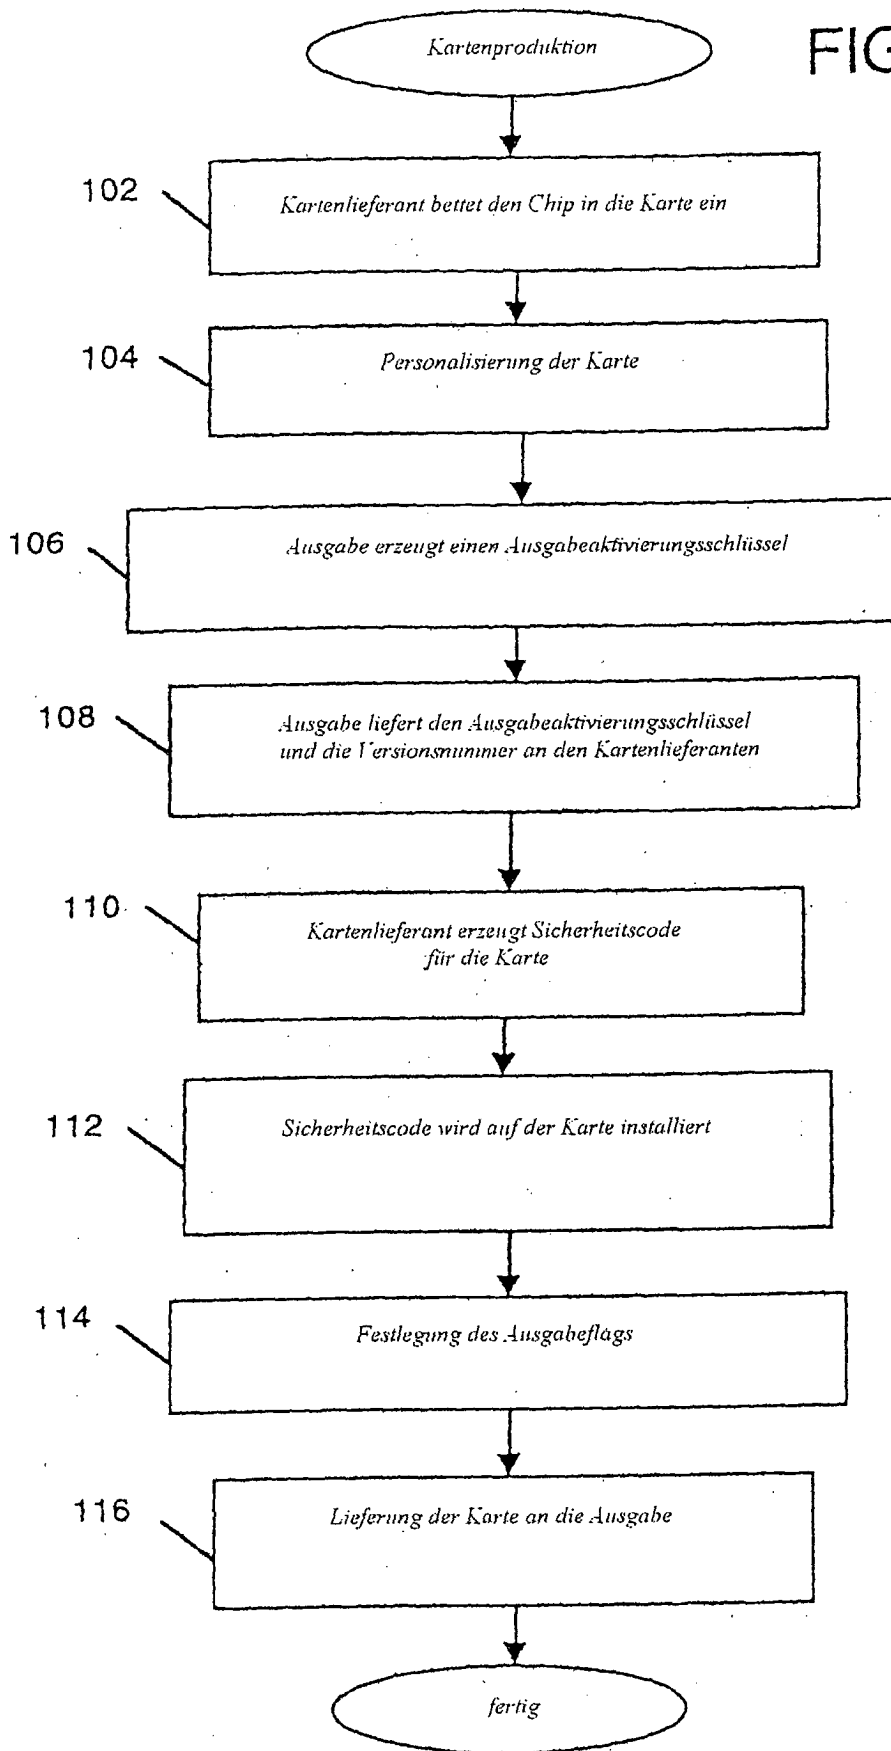 Kartenproduktion
FIG
102
Kartenlieferant bettet den Chip in die Karte ein
104
Personalisierung der Karte
106
Ausgabe erzeugt einen Ausgabeaktivierungsschlüssel
108
Ausgabe liefert den Ausgabeaktivierungsschlüssel
und die Versionsnummer an den Kartenlieferanten
110
Kartenlieferant erzeugt Sicherheitscode
für die Karte
112
Sicherheitscode wird auf der Karte installiert
114
Festlegung des Ausgabeflags
116
Lieferung der Karte an die Ausgabe
fertig